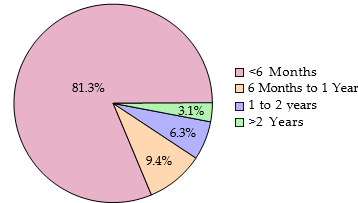 81.3%
3.1%
6.3%
9.4%
<6 Months
6 Months to 1 Year
1 to 2 years
>2 Years